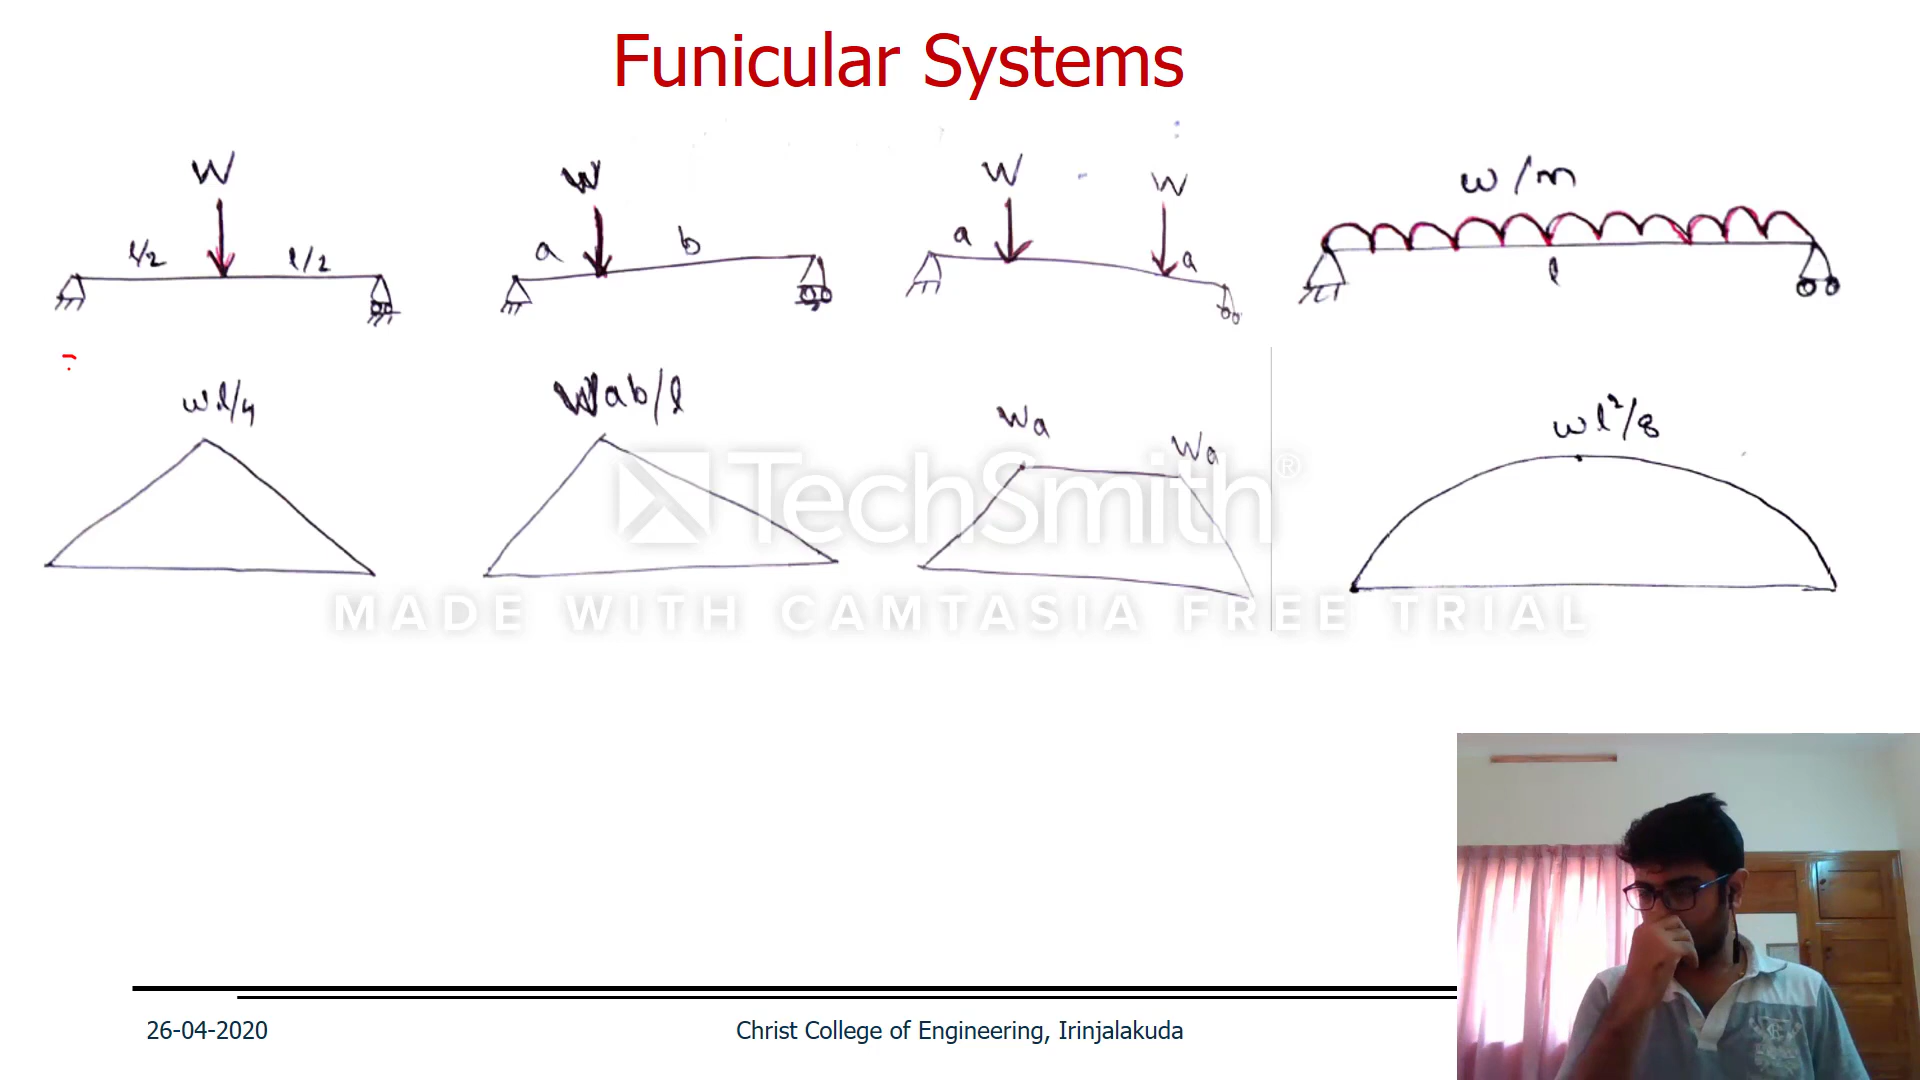 Funicular Systems
W
l/2
l/2
W
a
b
W
a
W
a
w/m
l
wl/4
Wab/l
Wa
Wa
wl²/8
TechSmith®
MADE WITH CAMTASIA FREE TRIAL
26-04-2020
Christ College of Engineering, Irinjalakuda